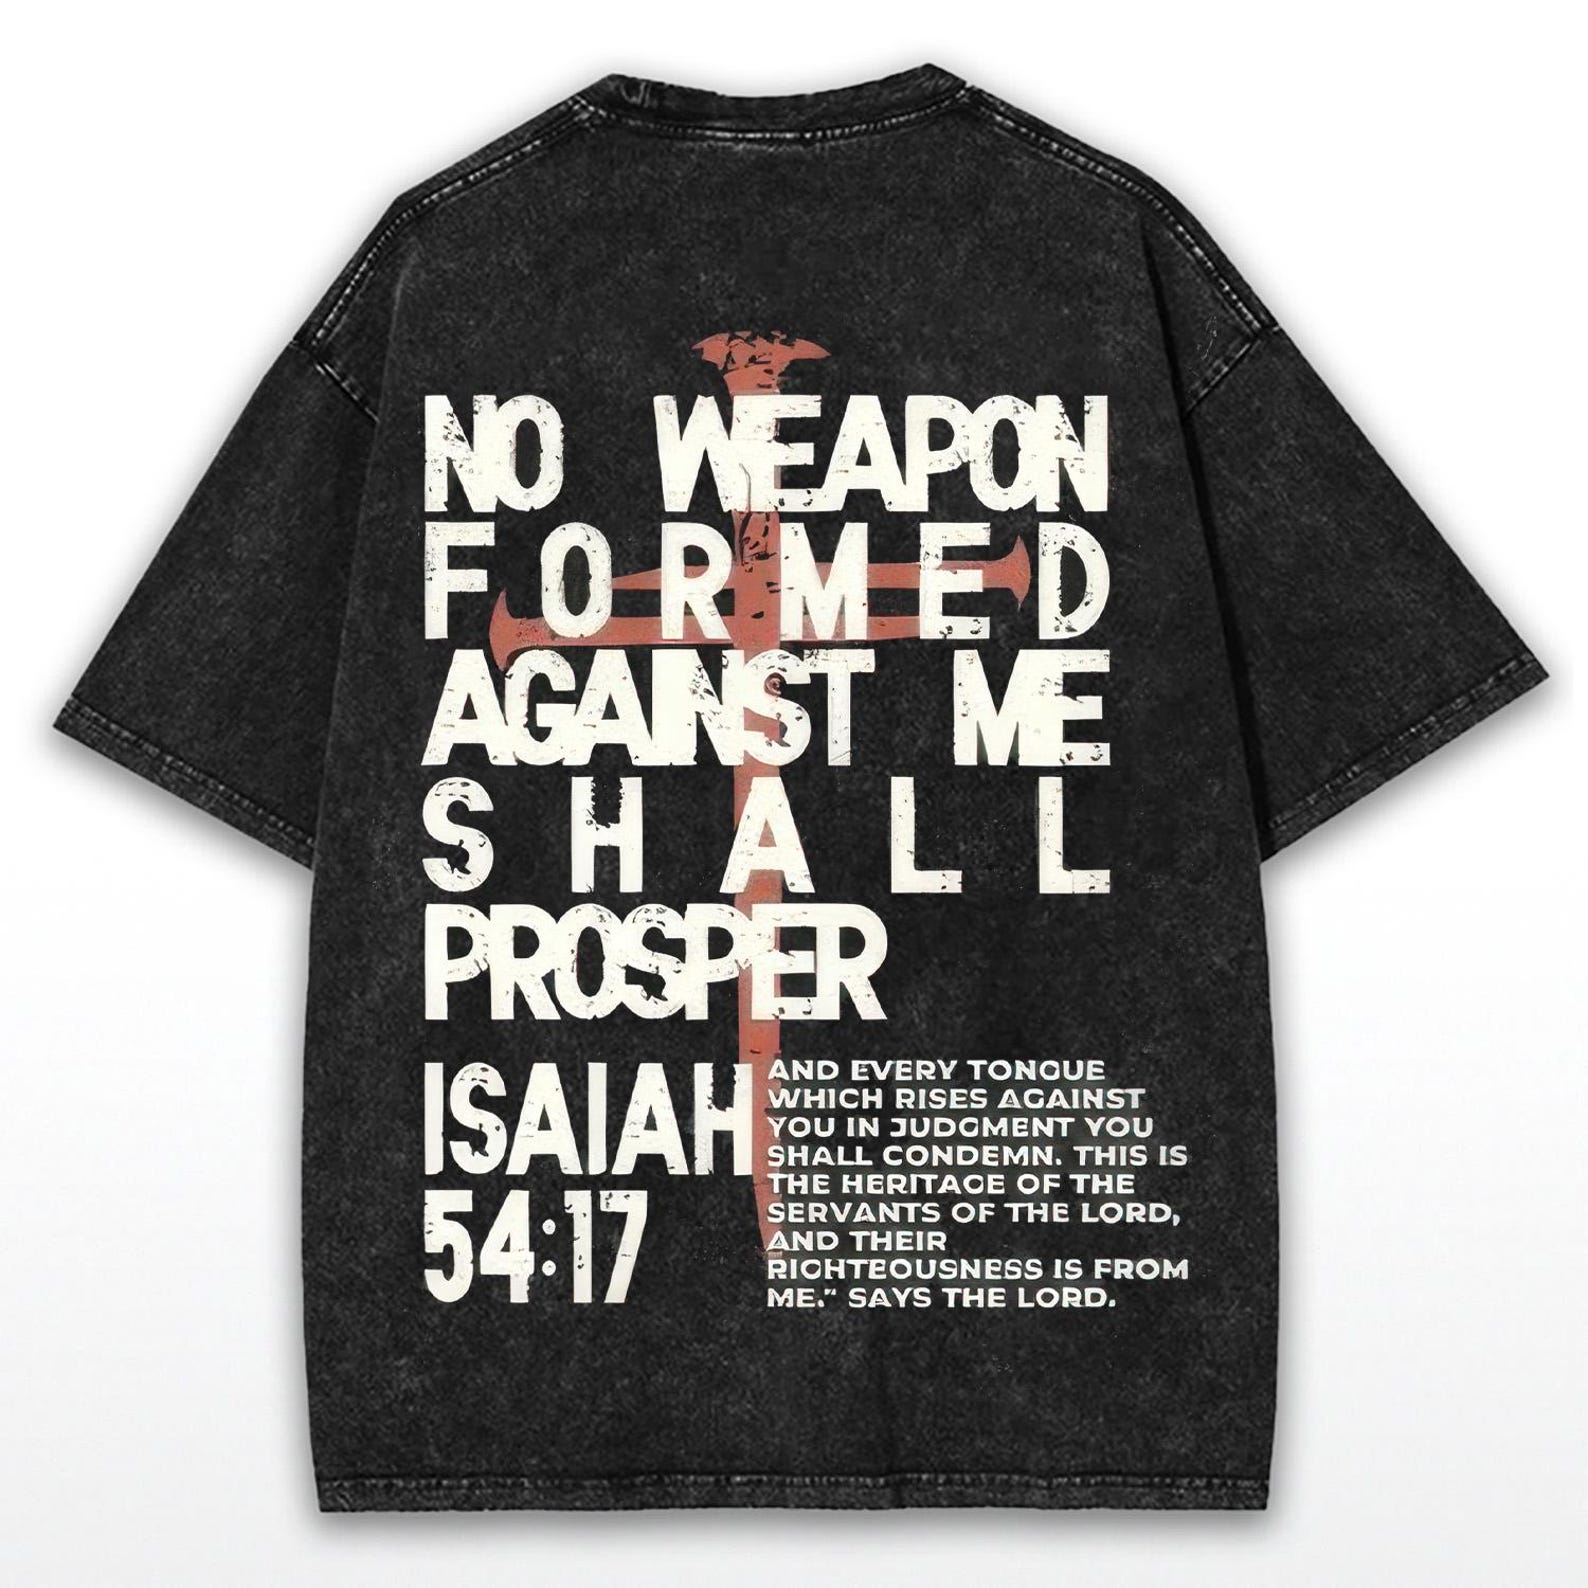 NO WEAPON
FORMED
AGAINST ME
SHALL
PROSPER
ISAIAH
54:17
AND EVERY TONGUE
WHICH RISES AGAINST
YOU IN JUDGMENT YOU
SHALL CONDEMN. THIS IS
THE HERITAGE OF THE
SERVANTS OF THE LORD,
AND THEIR
RIGHTEOUSNESS IS FROM
ME." SAYS THE LORD.